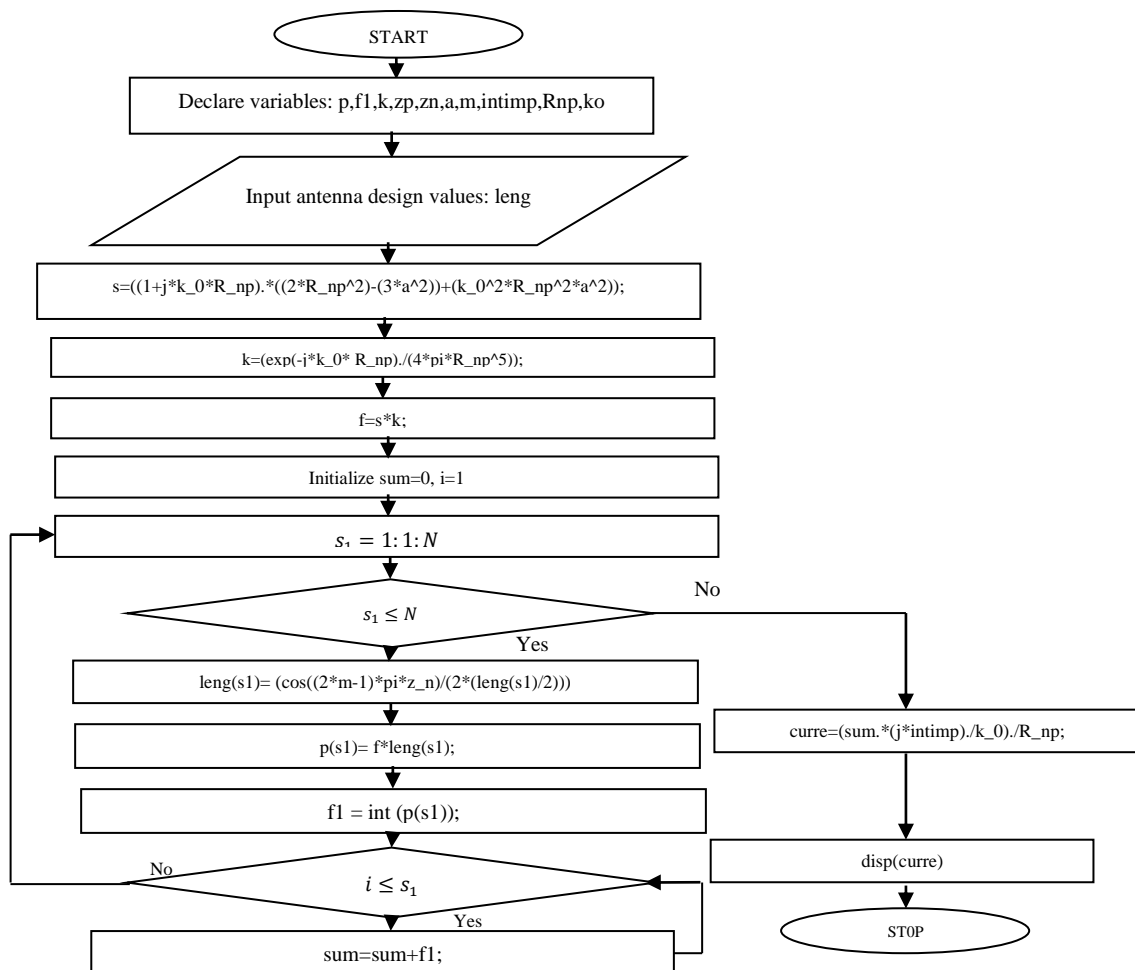 START
Declare variables: p,f1,k,zp,zn,a,m,intimp,Rnp,ko
Input antenna design values: leng
s=((1+j*k_0*R_np).*((2*R_np^2)-(3*a^2))+(k_0^2*R_np^2*a^2));
k=(exp(-j*k_0* R_np)./(4*pi*R_np^5));
f=s*k;
Initialize sum=0, i=1
s₁ = 1: 1: N
No
s₁ ≤ N
Yes
leng(s1)= (cos((2*m-1)*pi*z_n)/(2*(leng(s1)/2)))
curre=(sum.*(j*intimp)./k_0)./R_np;
p(s1)= f*leng(s1);
f1 = int (p(s1));
disp(curre)
No
i ≤ s₁
Yes
ST0P
sum=sum+f1;